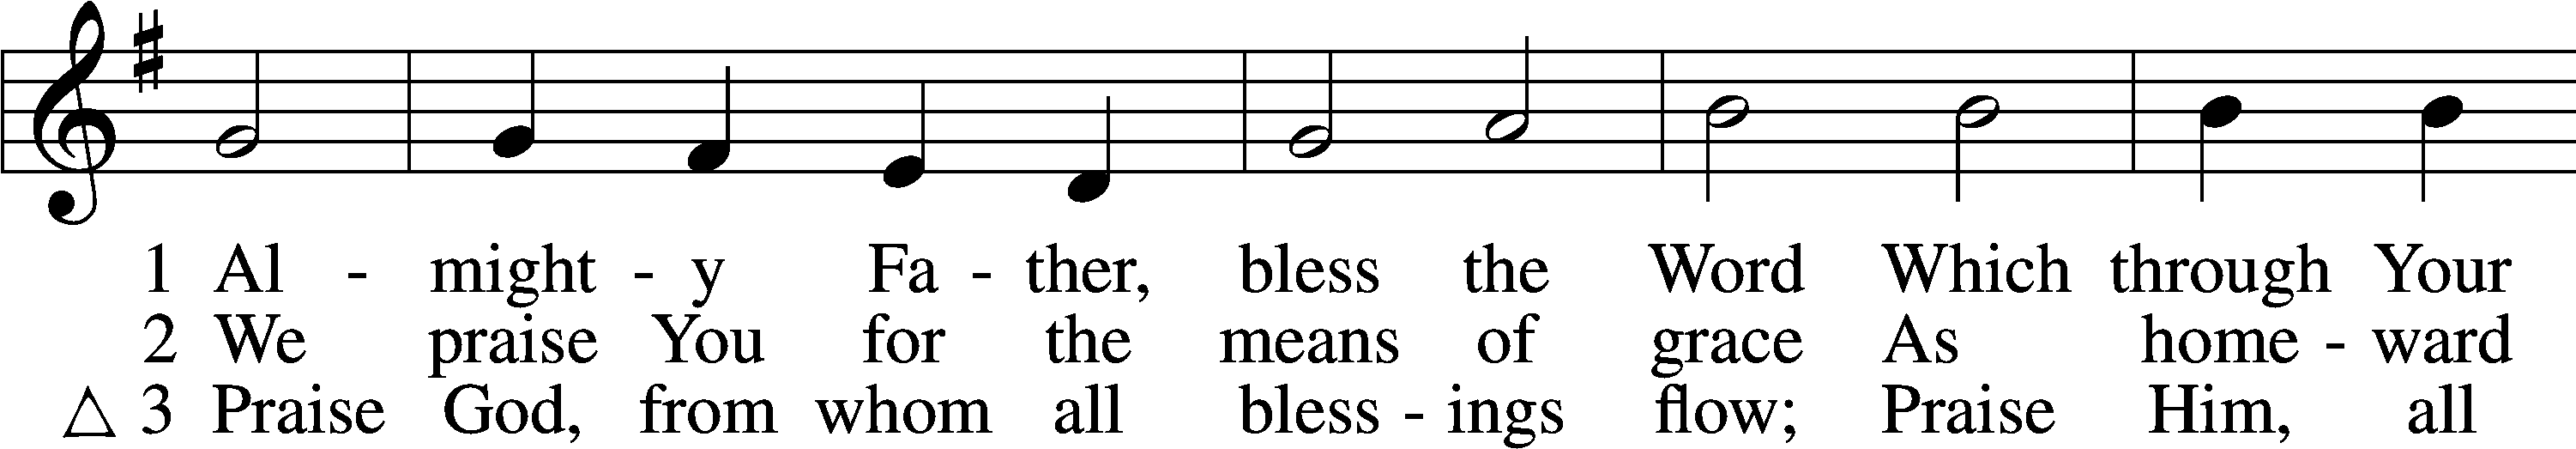 1 Al - might - y Fa - ther, bless the Word Which through Your
2 We praise You for the means of grace As home - ward
△ 3 Praise God, from whom all bless - ings flow; Praise Him, all